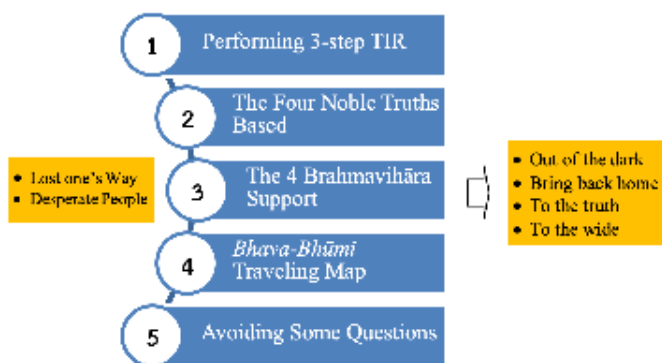 1
Performing 3-step TIR
2
The Four Noble Truths
Based
• Lost one's Way
• Desperate People
3
The 4 Brahmavihāra
Support
4
Bhava-Bhūmi
Traveling Map
5
Avoiding Some Questions
• Out of the dark
• Bring back home
• To the truth
• To the wide